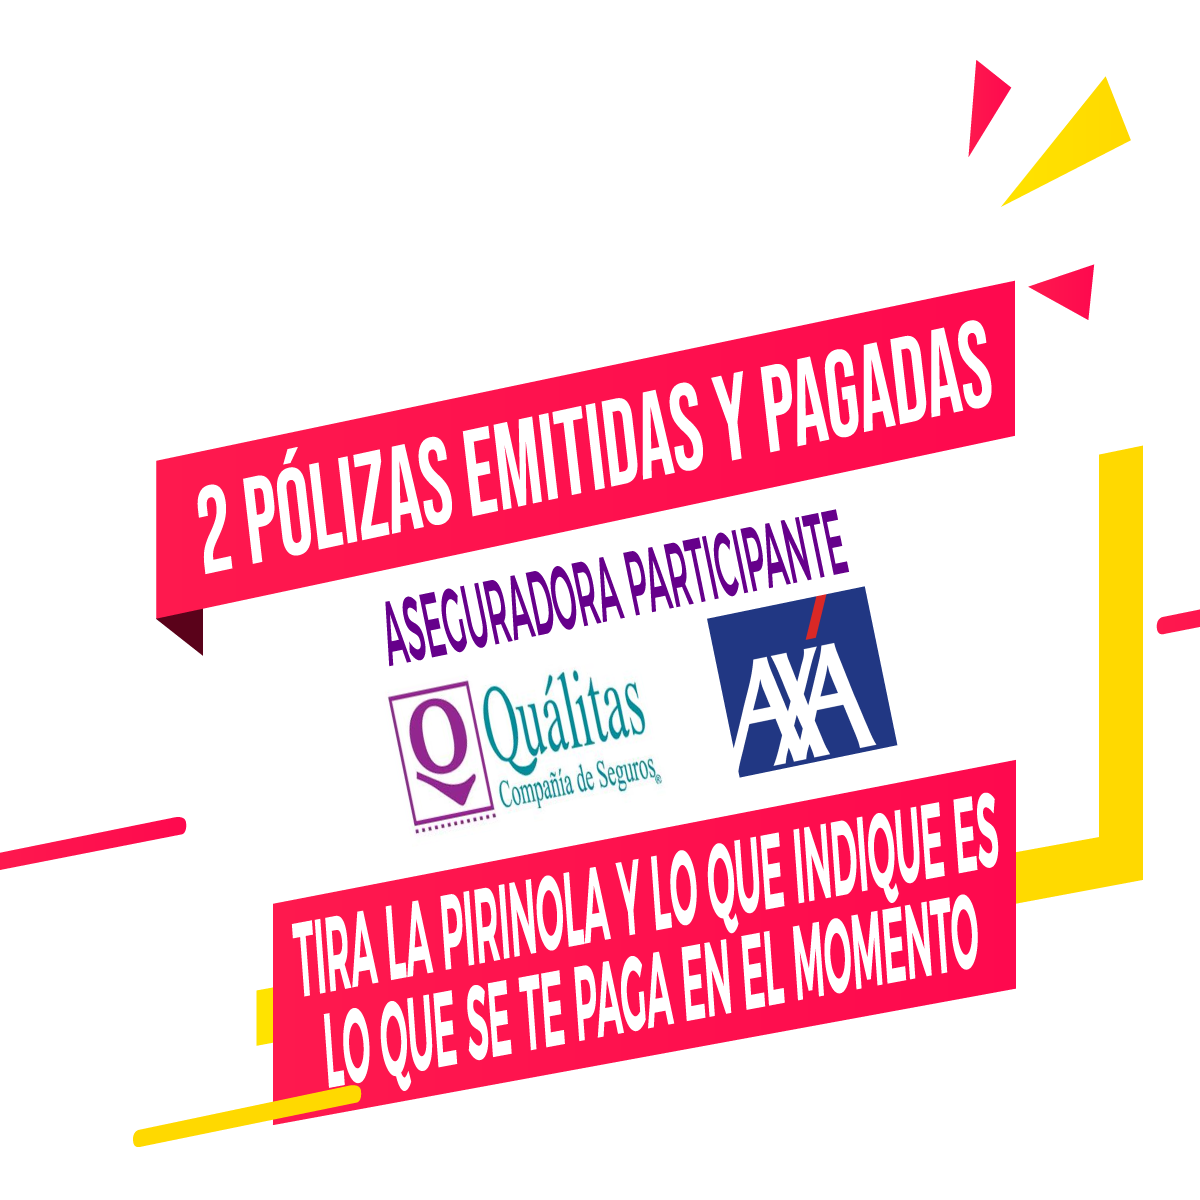 2 PÓLIZAS EMITIDAS Y PAGADAS
ASEGURADORA PARTICIPANTE
Q Quálitas
Compañía de Seguros®
AXA
TIRA LA PIRINOLA Y LO QUE INDIQUE ES
LO QUE SE TE PAGA EN EL MOMENTO